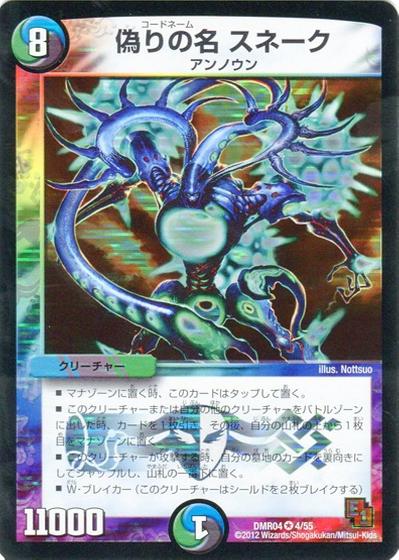 コードネーム
8
偽りの名 スネーク
アンノウン
illus. Nottsuo
クリーチャー
■ マナゾーンに置く時、このカードはタップして置く。
■ このクリーチャーまたは自分の他のクリーチャーをバトルゾーン
に出した時、カードを1枚引き、その後、自分の山札の上から1枚
目をマナゾーンに置く。
■ このクリーチャーが攻撃する時、自分の墓地のカードを裏向きに
してシャッフルし、山札の一番下に置く。
■ W・ブレイカー（このクリーチャーはシールドを2枚ブレイクする）
11000
1
DMR04 4/55
©2012 Wizards/Shogakukan/Mitsui-Kids